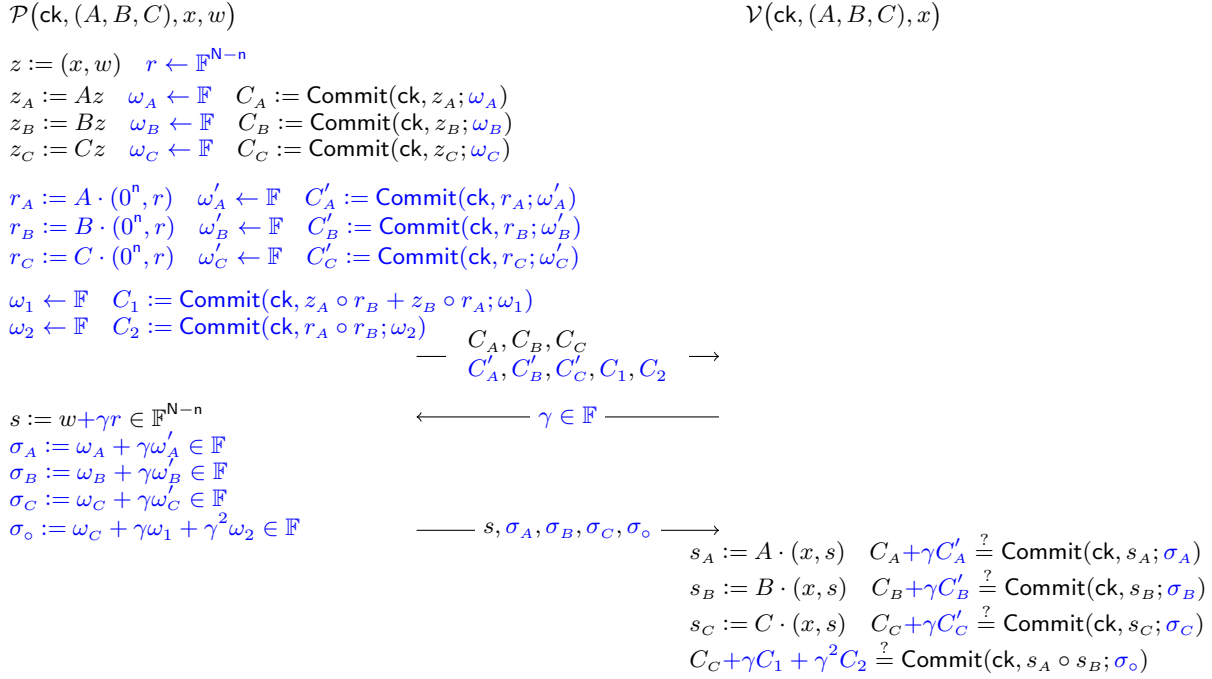 𝒫(ck, (A, B, C), x, w) 𝒱(ck, (A, B, C), x)
z := (x, w) r ← 𝔽^{N−n}
z_A := Az ω_A ← 𝔽 C_A := Commit(ck, z_A; ω_A)
z_B := Bz ω_B ← 𝔽 C_B := Commit(ck, z_B; ω_B)
z_C := Cz ω_C ← 𝔽 C_C := Commit(ck, z_C; ω_C)
r_A := A · (0^n, r) ω′_A ← 𝔽 C′_A := Commit(ck, r_A; ω′_A)
r_B := B · (0^n, r) ω′_B ← 𝔽 C′_B := Commit(ck, r_B; ω′_B)
r_C := C · (0^n, r) ω′_C ← 𝔽 C′_C := Commit(ck, r_C; ω′_C)
ω_1 ← 𝔽 C_1 := Commit(ck, z_A ∘ r_B + z_B ∘ r_A; ω_1)
ω_2 ← 𝔽 C_2 := Commit(ck, r_A ∘ r_B; ω_2)
C_A, C_B, C_C
C′_A, C′_B, C′_C, C_1, C_2
s := w+γr ∈ 𝔽^{N−n} γ ∈ 𝔽
σ_A := ω_A + γω′_A ∈ 𝔽
σ_B := ω_B + γω′_B ∈ 𝔽
σ_C := ω_C + γω′_C ∈ 𝔽
σ_∘ := ω_C + γω_1 + γ^2ω_2 ∈ 𝔽 s, σ_A, σ_B, σ_C, σ_∘
s_A := A · (x, s) C_A+γC′_A ≟ Commit(ck, s_A; σ_A)
s_B := B · (x, s) C_B+γC′_B ≟ Commit(ck, s_B; σ_B)
s_C := C · (x, s) C_C+γC′_C ≟ Commit(ck, s_C; σ_C)
C_C+γC_1 + γ^2C_2 ≟ Commit(ck, s_A ∘ s_B; σ_∘)